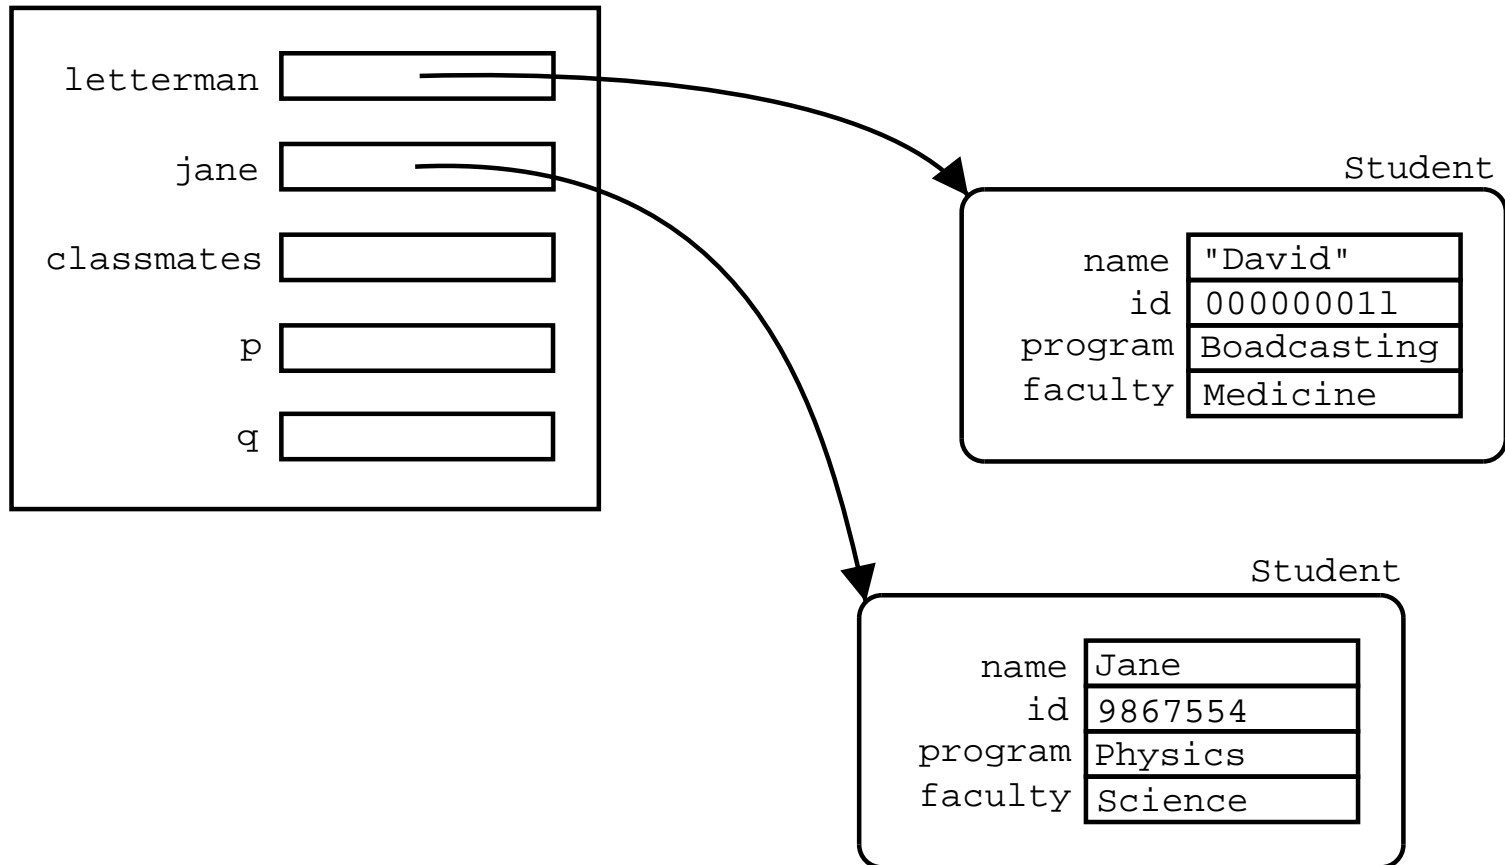 letterman
jane
classmates
p
q
Student
name "David"
id 00000001l
program Boadcasting
faculty Medicine
Student
name Jane
id 9867554
program Physics
faculty Science